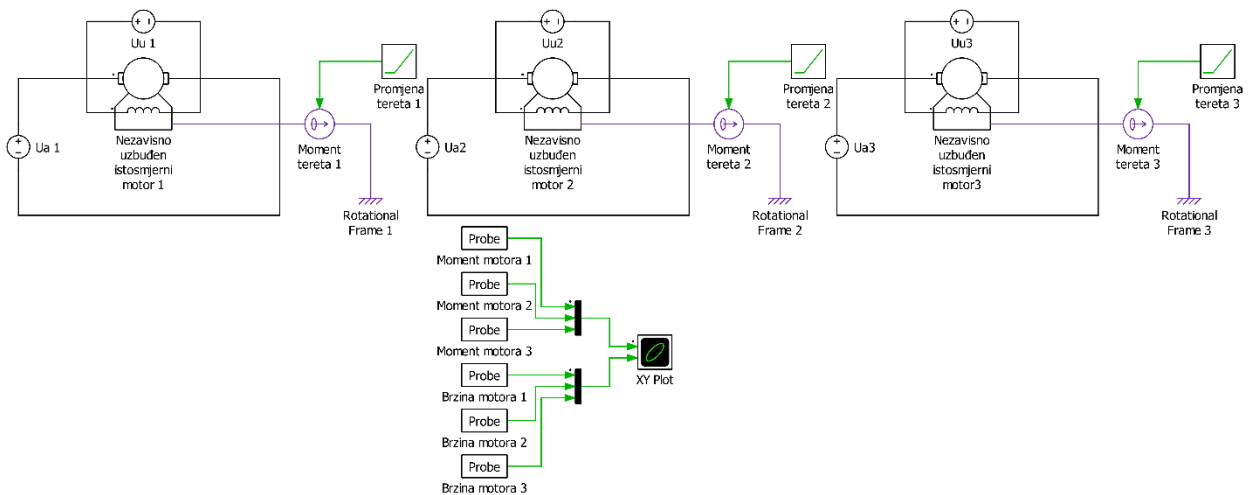 Uu 1
Promjena
tereta 1
Ua 1
Nezavisno
uzbuđen
istosmjerni
motor 1
Moment
tereta 1
Rotational
Frame 1
Uu2
Promjena
tereta 2
Ua2
Nezavisno
uzbuđen
istosmjerni
motor 2
Moment
tereta 2
Rotational
Frame 2
Uu3
Promjena
tereta 3
Ua3
Nezavisno
uzbuđen
istosmjerni
motor3
Moment
tereta 3
Rotational
Frame 3
Probe
Moment motora 1
Probe
Moment motora 2
Probe
Moment motora 3
Probe
Brzina motora 1
Probe
Brzina motora 2
Probe
Brzina motora 3
XY Plot